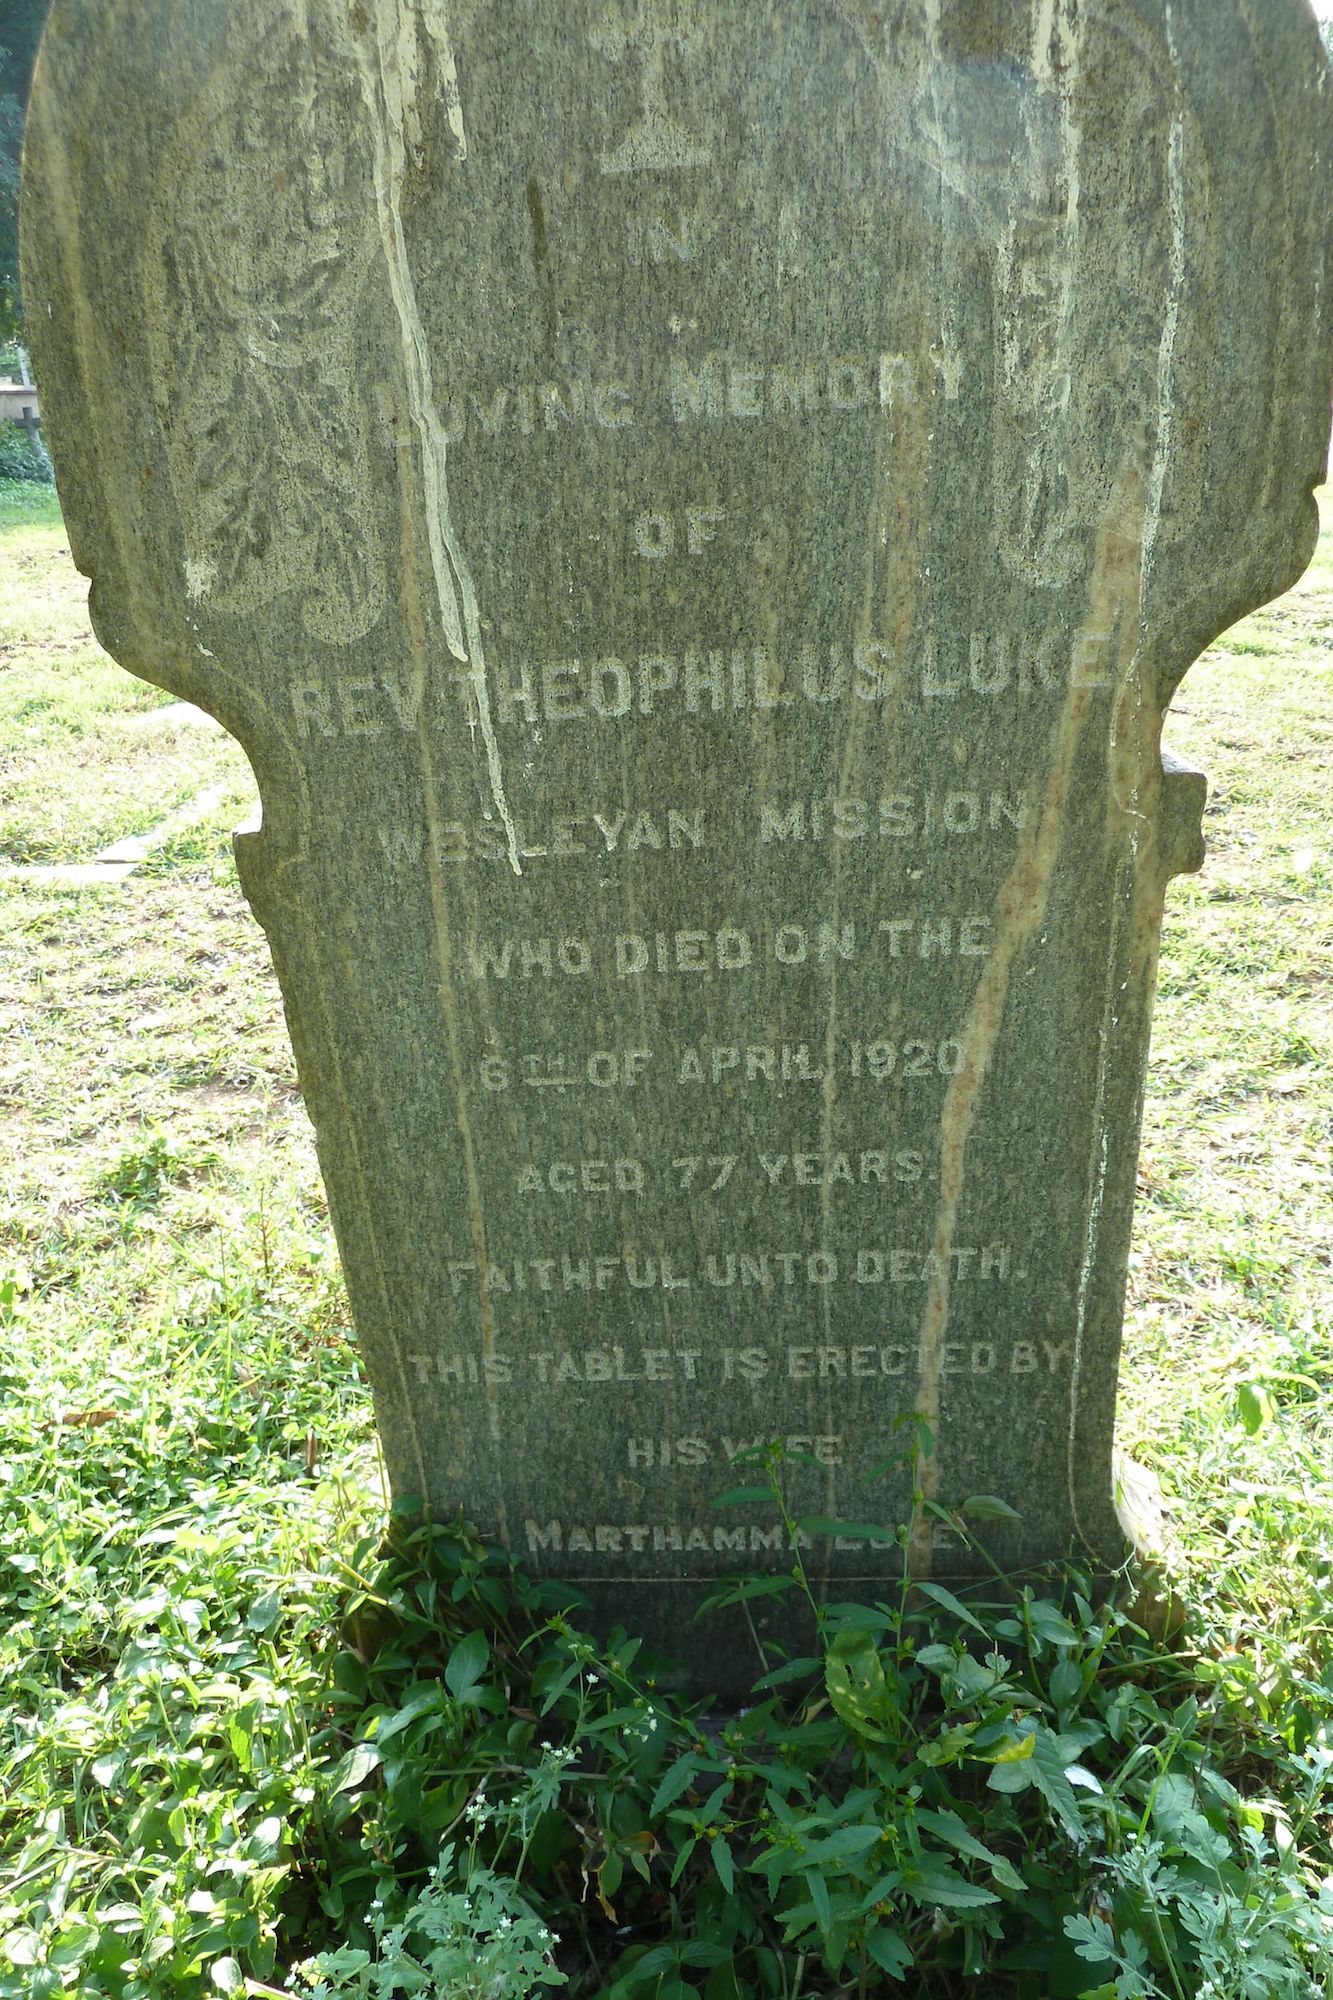 IN
LOVING MEMORY
OF
REV. THEOPHILUS LUKE
WESLEYAN MISSION
WHO DIED ON THE
6TH OF APRIL 1920
AGED 77 YEARS.
FAITHFUL UNTO DEATH.
THIS TABLET IS ERECTED BY
HIS WIFE
MARTHAMMA LUKE